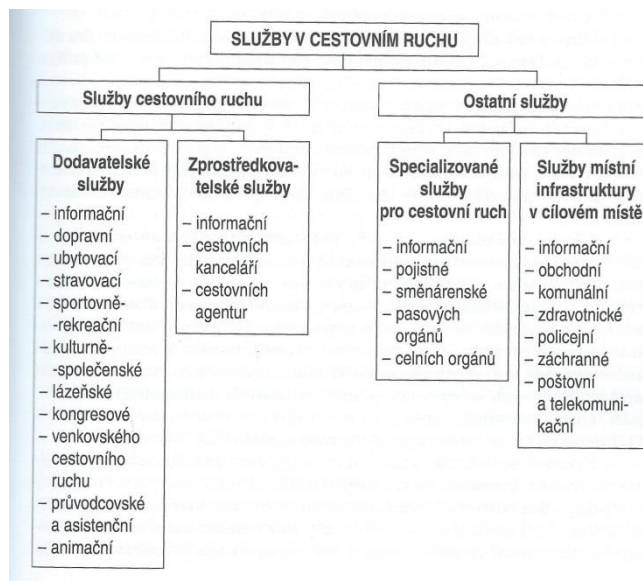 SLUŽBY V CESTOVNÍM RUCHU
Služby cestovního ruchu
Ostatní služby
Dodavatelské
služby
– informační
– dopravní
– ubytovací
– stravovací
– sportovně-
-rekreační
– kulturně-
-společenské
– lázeňské
– kongresové
– venkovského
cestovního
ruchu
– průvodcovské
a asistenční
– animační
Zprostředkova-
telské služby
– informační
– cestovních
kanceláří
– cestovních
agentur
Specializované
služby
pro cestovní ruch
– informační
– pojistné
– směnárenské
– pasových
orgánů
– celních orgánů
Služby místní
infrastruktury
v cílovém místě
– informační
– obchodní
– komunální
– zdravotnické
– policejní
– záchranné
– poštovní
a telekomuni-
kační